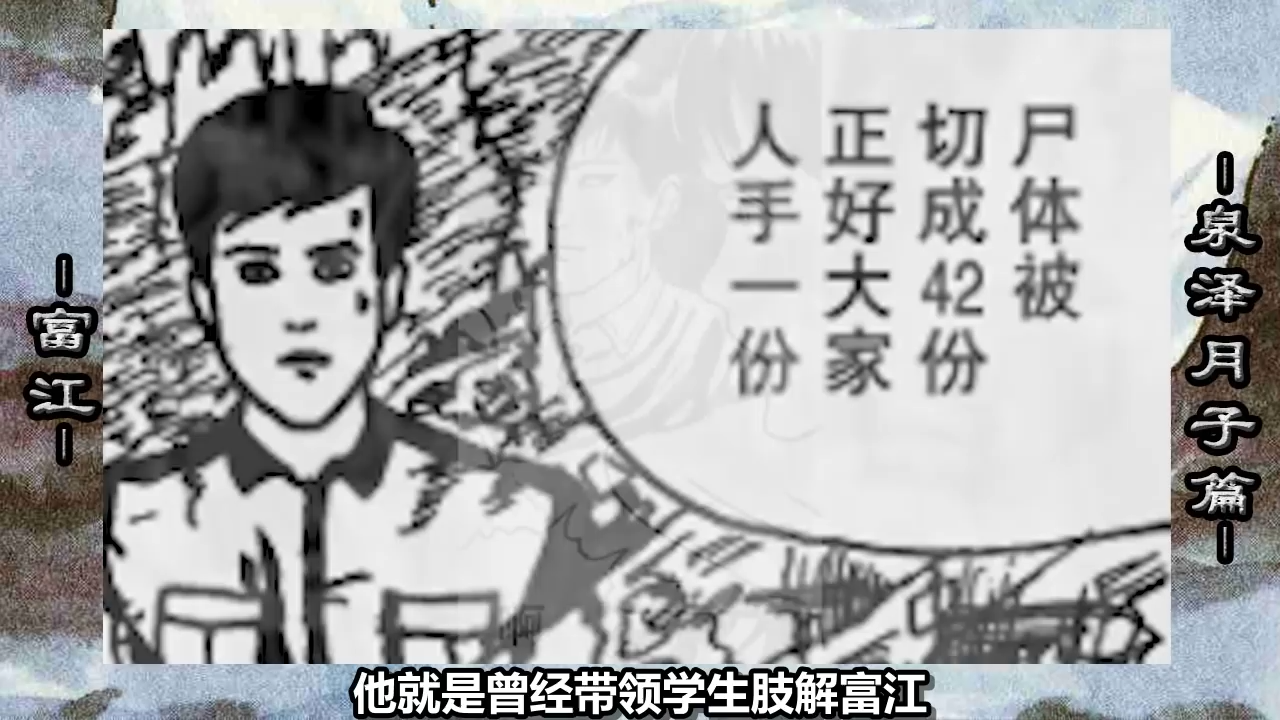 尸体被
切成42份
正好大家
人手一份
-富江-
-泉泽月子篇-
他就是曾经带领学生肢解富江